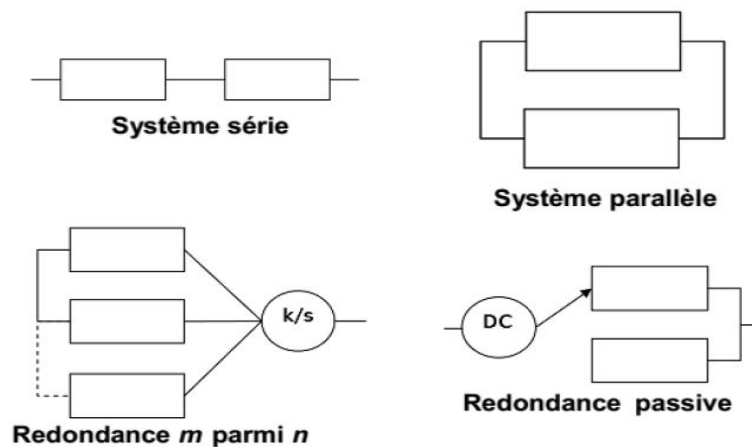 Système série
Système parallèle
k/s
Redondance m parmi n
DC
Redondance passive